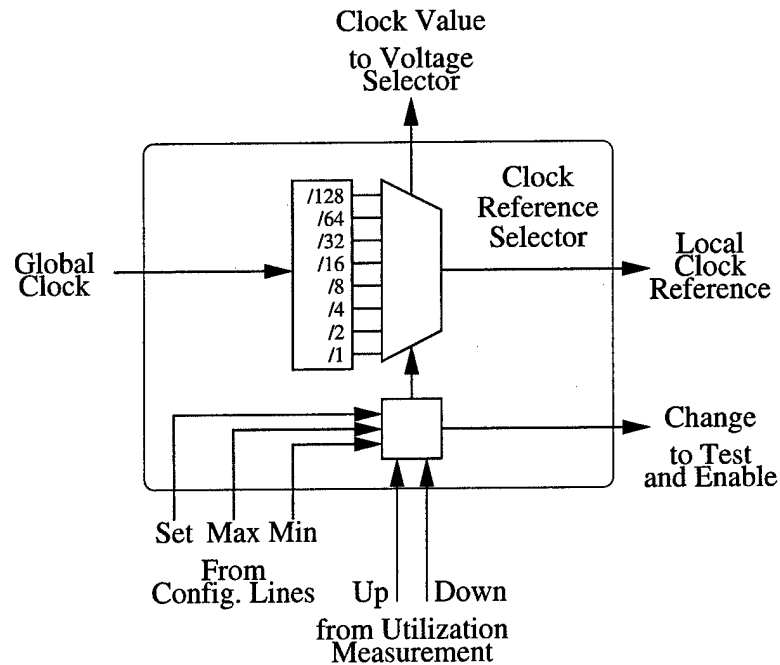 Clock Value
to Voltage
Selector
/128
/64
/32
/16
/8
/4
/2
/1
Clock
Reference
Selector
Global
Clock
Local
Clock
Reference
Change
to Test
and Enable
Set Max Min
From
Config. Lines
Up Down
from Utilization
Measurement